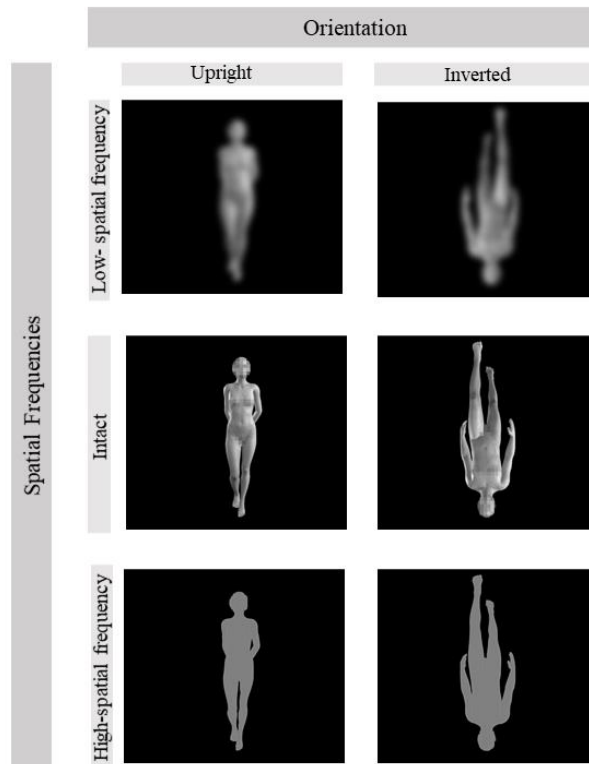 Orientation
Upright
Inverted
Spatial Frequencies
Low- spatial frequency
Intact
High-spatial frequency